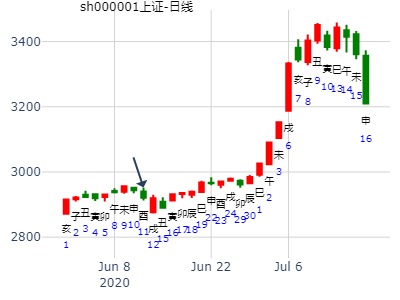 sh000001上证-日线
3400
3200
3000
2800
亥 子 丑 寅 卯 午 未 申 酉 戌 丑 寅 卯 辰 巳 申 酉 戌 卯 辰 巳 午 未 戌 亥 子 丑 寅 巳 午 未 申
1 2 3 4 5 8 9 10 11 12 15 16 17 18 19 22 23 24 29 30 1 2 3 6 7 8 9 10 13 14 15 16
Jun 8 Jun 22 Jul 6
2020